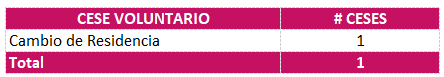 CESE VOLUNTARIO # CESES
Cambio de Residencia 1
Total 1